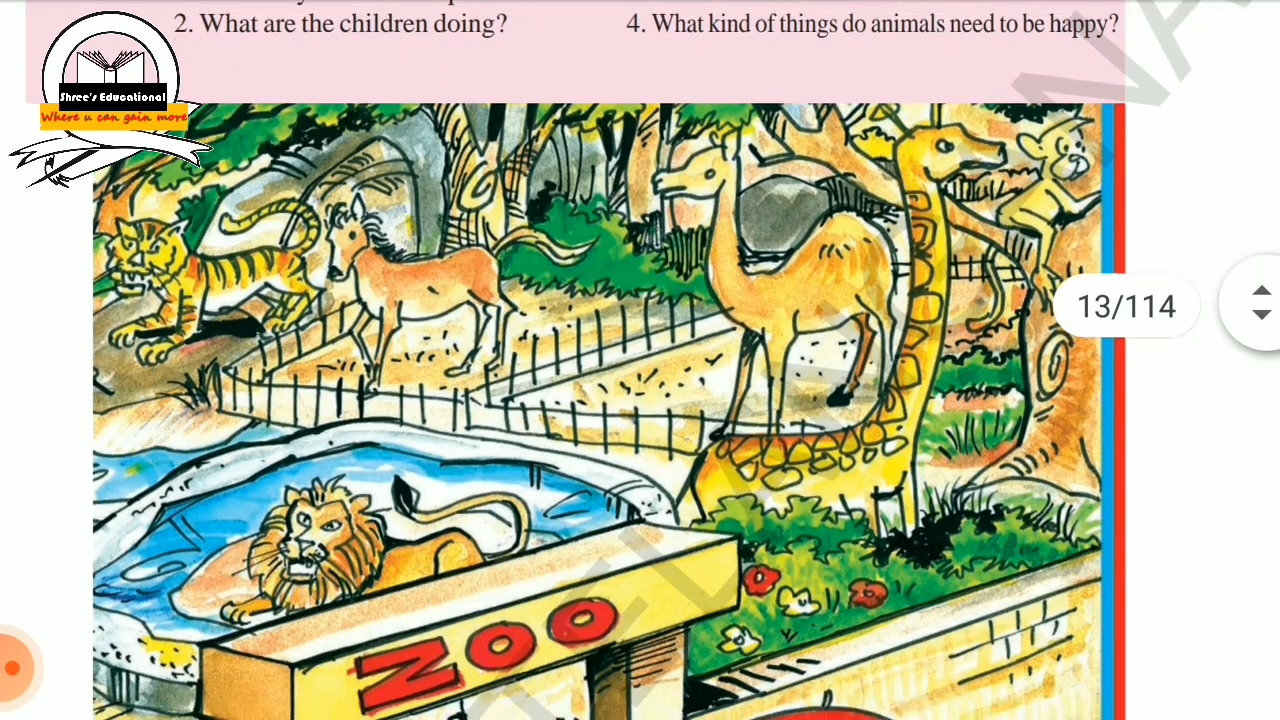 2. What are the children doing?
4. What kind of things do animals need to be happy?
Shree's Educational
Where u can gain more
13/114
ZOO